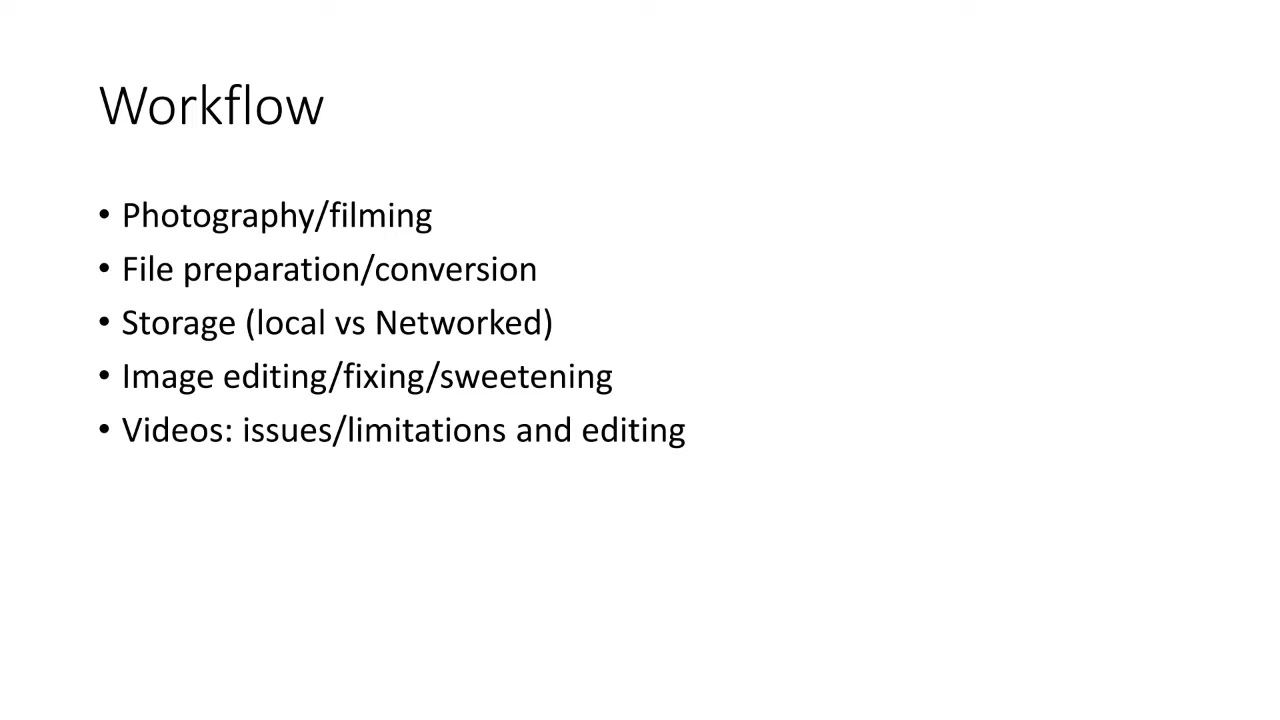 Workflow
• Photography/filming
• File preparation/conversion
• Storage (local vs Networked)
• Image editing/fixing/sweetening
• Videos: issues/limitations and editing